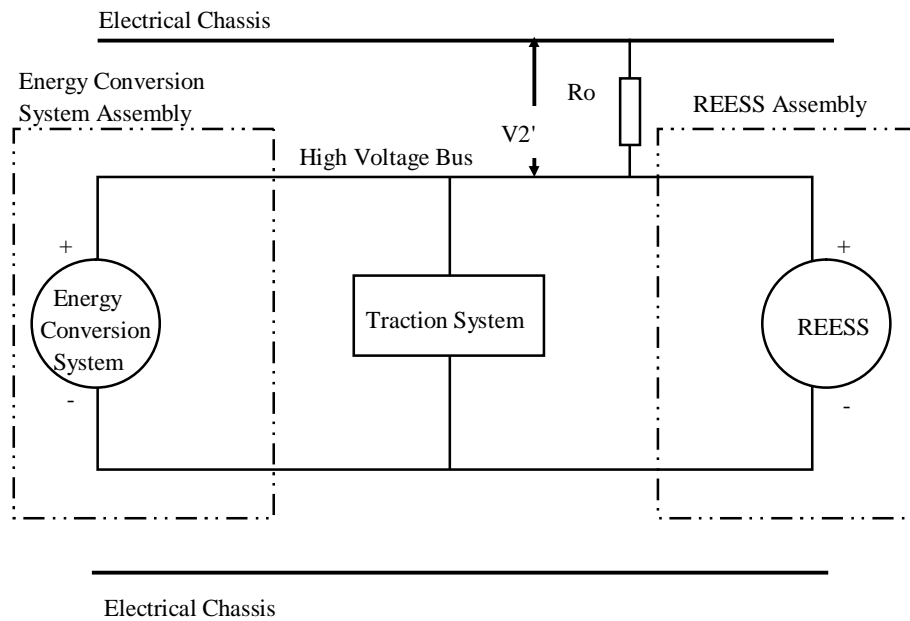 Electrical Chassis
Energy Conversion
System Assembly
Ro
REESS Assembly
V2'
High Voltage Bus
+
+
Energy
Conversion
System
Traction System
REESS
-
-
Electrical Chassis